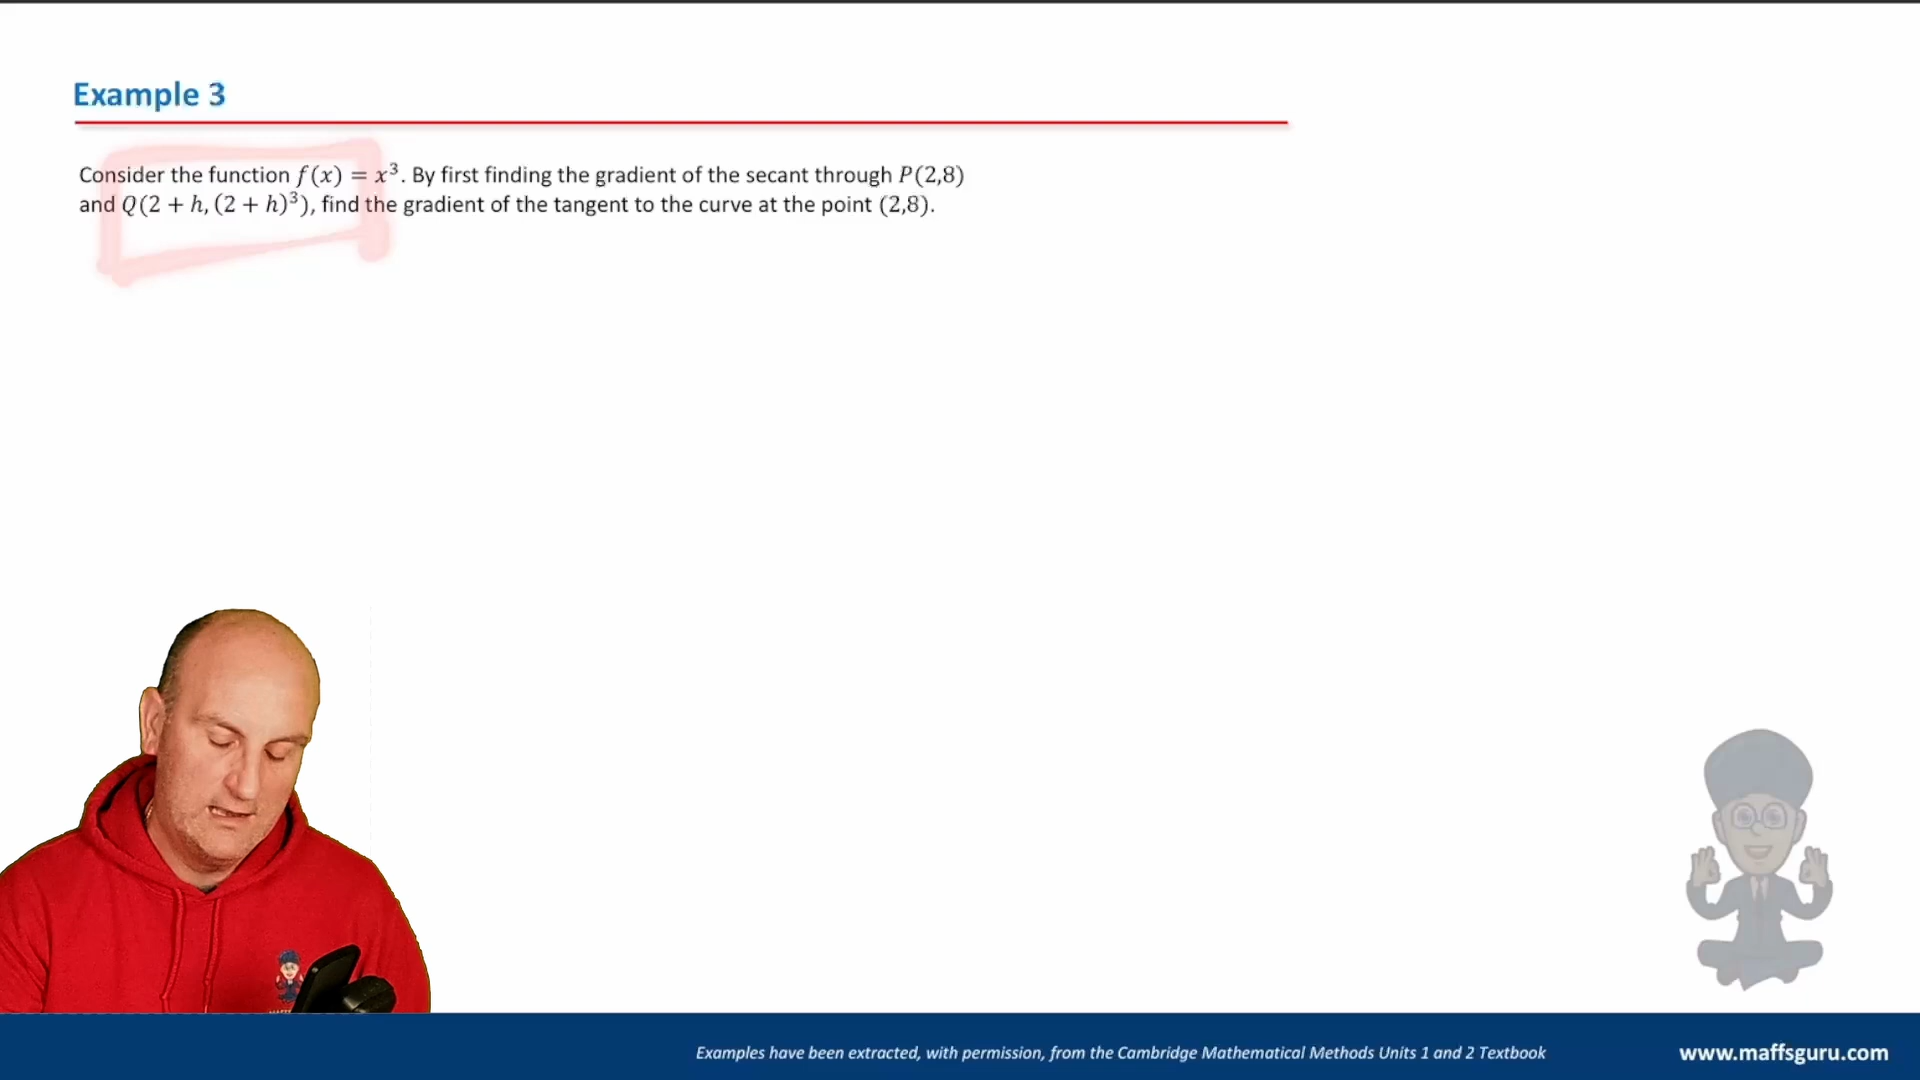 Example 3
Consider the function f(x) = x³. By first finding the gradient of the secant through P(2,8)
and Q(2 + h, (2 + h)³), find the gradient of the tangent to the curve at the point (2,8).
Examples have been extracted, with permission, from the Cambridge Mathematical Methods Units 1 and 2 Textbook
www.maffsguru.com